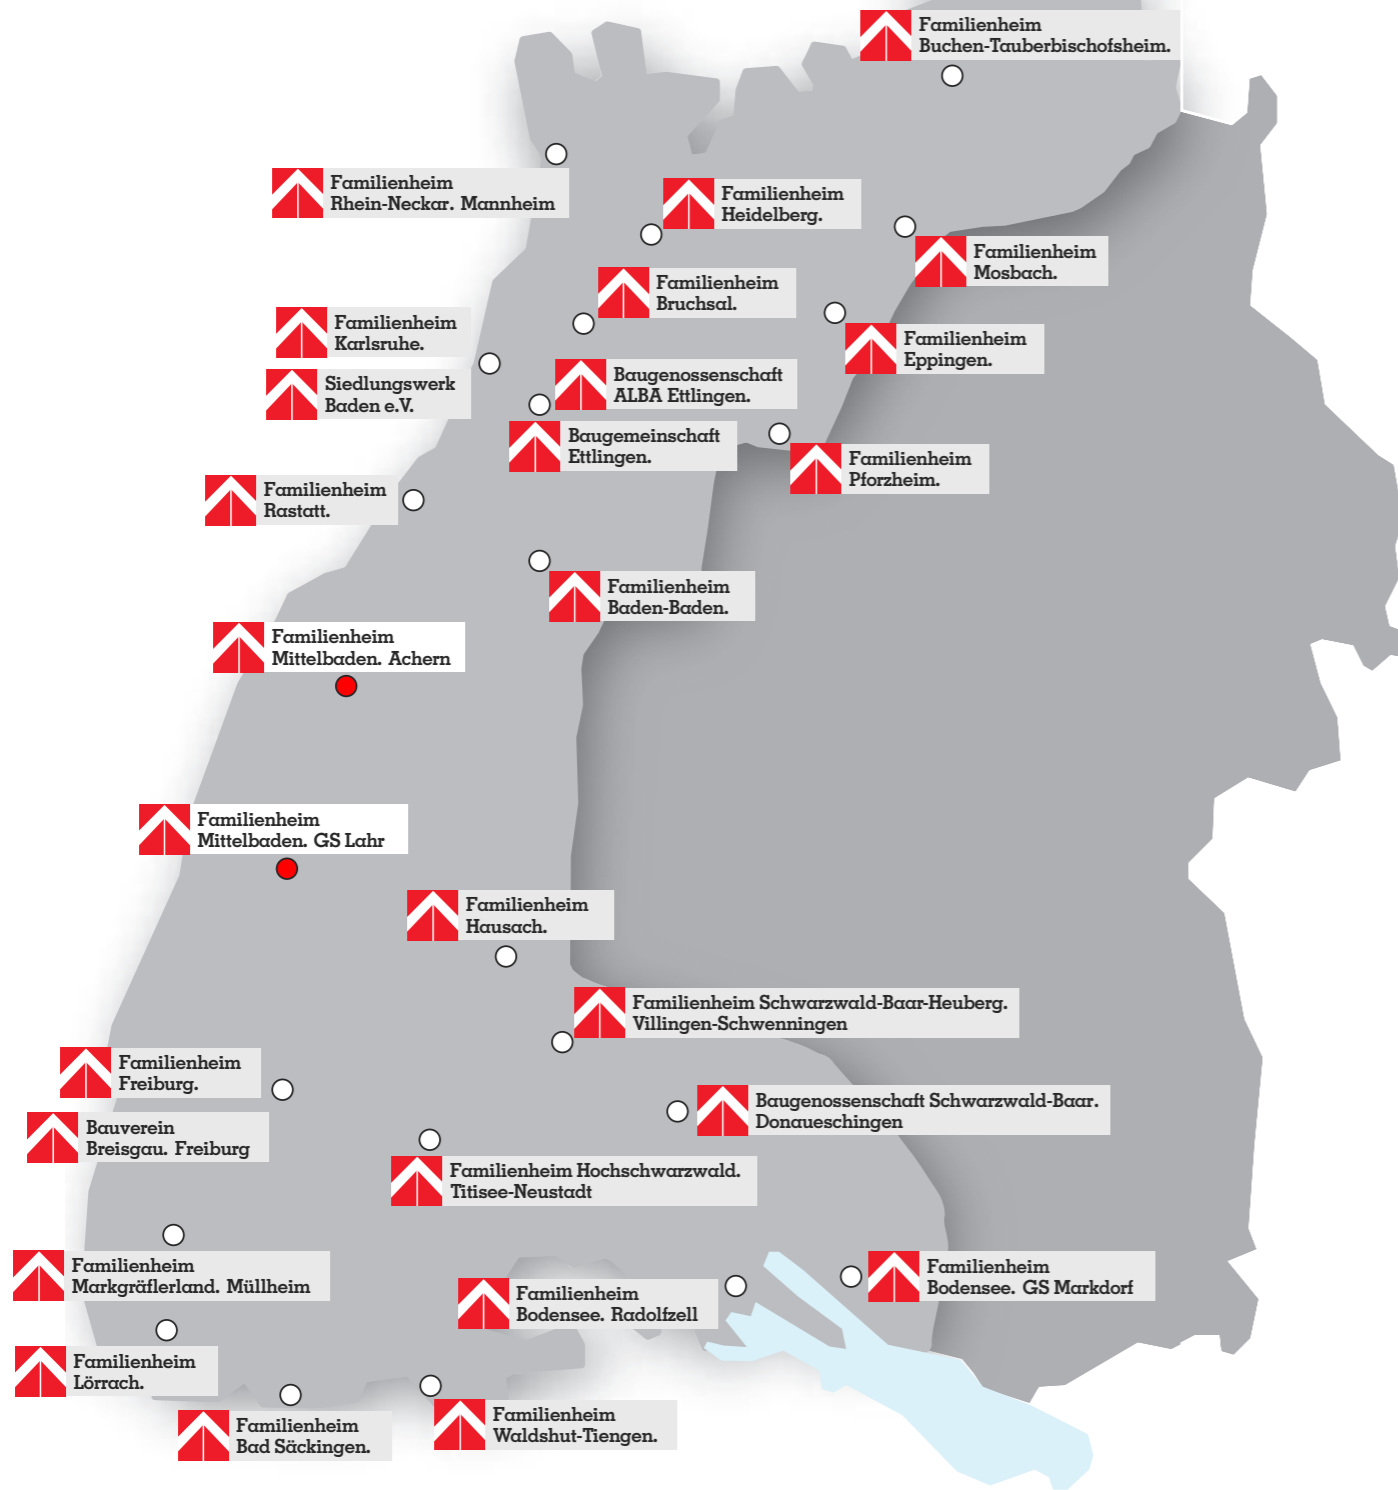 Familienheim
Buchen-Tauberbischofsheim.
Familienheim
Rhein-Neckar. Mannheim
Familienheim
Heidelberg.
Familienheim
Mosbach.
Familienheim
Bruchsal.
Familienheim
Karlsruhe.
Familienheim
Eppingen.
Siedlungswerk
Baden e.V.
Baugenossenschaft
ALBA Ettlingen.
Baugemeinschaft
Ettlingen.
Familienheim
Pforzheim.
Familienheim
Rastatt.
Familienheim
Baden-Baden.
Familienheim
Mittelbaden. Achern
Familienheim
Mittelbaden. GS Lahr
Familienheim
Hausach.
Familienheim Schwarzwald-Baar-Heuberg.
Villingen-Schwenningen
Familienheim
Freiburg.
Baugenossenschaft Schwarzwald-Baar.
Donaueschingen
Bauverein
Breisgau. Freiburg
Familienheim Hochschwarzwald.
Titisee-Neustadt
Familienheim
Markgräflerland. Müllheim
Familienheim
Bodensee. GS Markdorf
Familienheim
Bodensee. Radolfzell
Familienheim
Lörrach.
Familienheim
Waldshut-Tiengen.
Familienheim
Bad Säckingen.